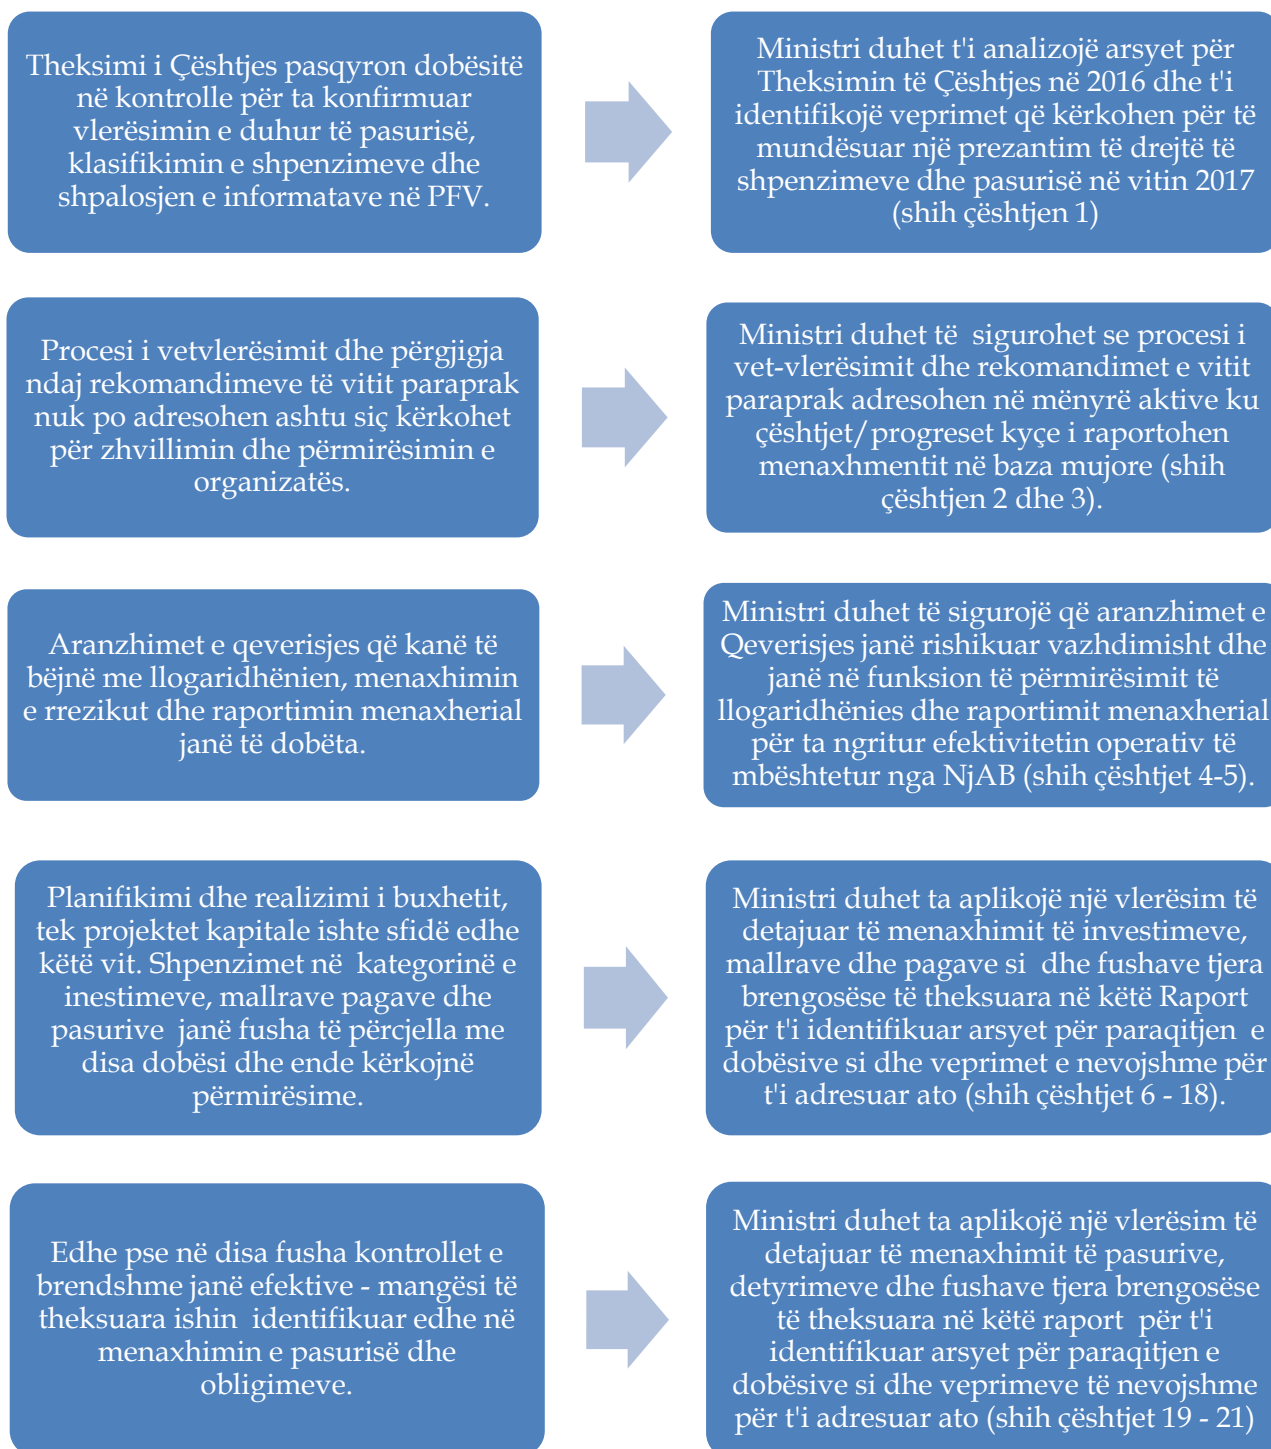 Theksimi i Çështjes pasqyron dobësitë
në kontrolle për ta konfirmuar
vlerësimin e duhur të pasurisë,
klasifikimin e shpenzimeve dhe
shpalosjen e informatave në PFV.
Ministri duhet t'i analizojë arsyet për
Theksimin të Çështjes në 2016 dhe t'i
identifikojë veprimet që kërkohen për të
mundësuar një prezantim të drejtë të
shpenzimeve dhe pasurisë në vitin 2017
(shih çështjen 1)
Procesi i vetvlerësimit dhe përgjigja
ndaj rekomandimeve të vitit paraprak
nuk po adresohen ashtu siç kërkohet
për zhvillimin dhe përmirësimin e
organizatës.
Ministri duhet të sigurohet se procesi i
vet-vlerësimit dhe rekomandimet e vitit
paraprak adresohen në mënyrë aktive ku
çështjet/progreset kyçe i raportohen
menaxhmentit në baza mujore (shih
çështjen 2 dhe 3).
Aranzhimet e qeverisjes që kanë të
bëjnë me llogaridhënien, menaxhimin
e rrezikut dhe raportimin menaxherial
janë të dobëta.
Ministri duhet të sigurojë që aranzhimet e
Qeverisjes janë rishikuar vazhdimisht dhe
janë në funksion të përmirësimit të
llogaridhënies dhe raportimit menaxherial
për ta ngritur efektivitetin operativ të
mbështetur nga NjAB (shih çështjet 4-5).
Planifikimi dhe realizimi i buxhetit,
tek projektet kapitale ishte sfidë edhe
këtë vit. Shpenzimet në kategorinë e
inestimeve, mallrave pagave dhe
pasurive janë fusha të përcjella me
disa dobësi dhe ende kërkojnë
përmirësime.
Ministri duhet ta aplikojë një vlerësim të
detajuar të menaxhimit të investimeve,
mallrave dhe pagave si dhe fushave tjera
brengosëse të theksuara në këtë Raport
për t'i identifikuar arsyet për paraqitjen e
dobësive si dhe veprimet e nevojshme për
t'i adresuar ato (shih çështjet 6 - 18).
Edhe pse në disa fusha kontrollet e
brendshme janë efektive - mangësi të
theksuara ishin identifikuar edhe në
menaxhimin e pasurisë dhe
obligimeve.
Ministri duhet ta aplikojë një vlerësim të
detajuar të menaxhimit të pasurive,
detyrimeve dhe fushave tjera brengosëse
të theksuara në këtë raport për t'i
identifikuar arsyet për paraqitjen e
dobësive si dhe veprimeve të nevojshme
për t'i adresuar ato (shih çështjet 19 - 21)